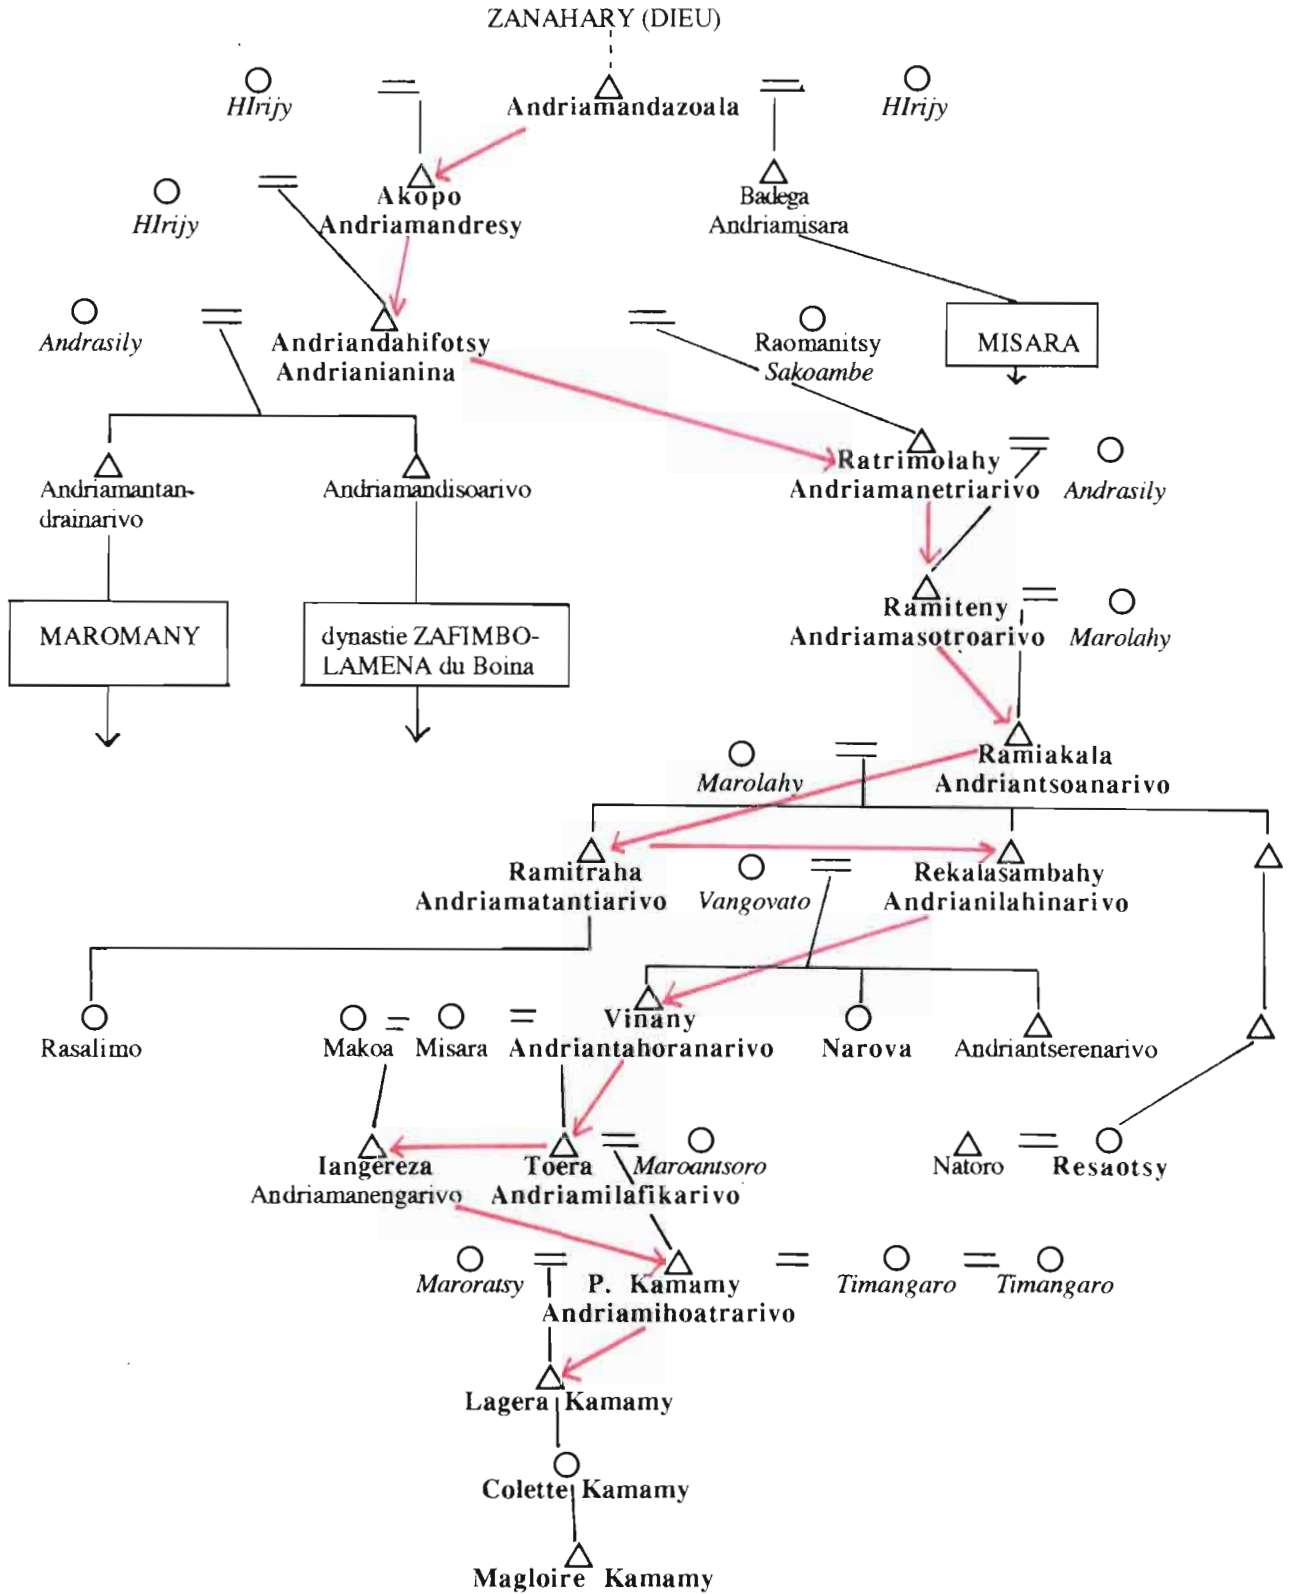 ZANAHARY (DIEU)
HIrijy
Andriamandazoala
HIrijy
Akopo
Andriamandresy
HIrijy
Badega
Andriamisara
Andrasily
Andriandahifotsy
Andrianianina
Raomanitsy
Sakoambe
MISARA
Ratrimolahy
Andriamanetriarivo
Andrasily
Andriamantan-
drainarivo
Andriamandisoarivo
Ramiteny
Andriamasotroarivo
Marolahy
MAROMANY
dynastie ZAFIMBO-
LAMENA du Boina
Marolahy
Ramiakala
Andriantsoanarivo
Ramitraha
Andriamatantiarivo
Vangovato
Rekalasambahy
Andrianilahinarivo
Rasalimo
Makoa
Misara
Vinany
Andriantahoranarivo
Narova
Andriantserenarivo
Iangereza
Andriamanengarivo
Toera
Andriamilafikarivo
Maroantsoro
Natoro
Resaotsy
Maroratsy
P. Kamamy
Andriamihoatrarivo
Timangaro
Timangaro
Lagera Kamamy
Colette Kamamy
Magloire Kamamy